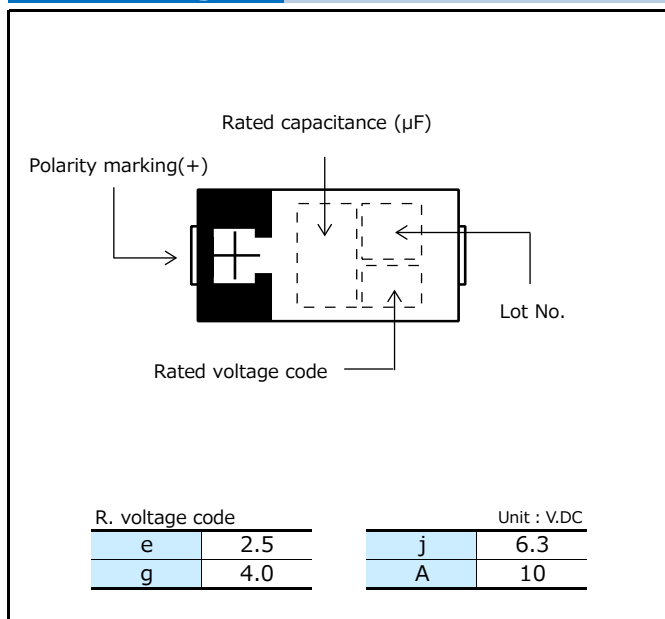 Rated capacitance (µF)
Polarity marking(+)
Lot No.
Rated voltage code
R. voltage code
Unit : V.DC
e 2.5 j 6.3
g 4.0 A 10